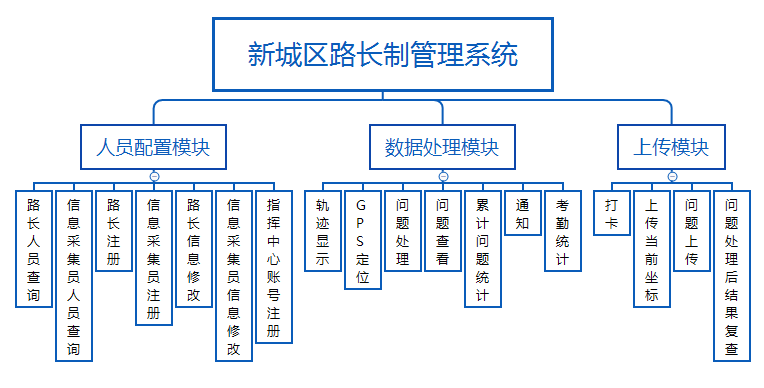 新城区路长制管理系统
人员配置模块
数据处理模块
上传模块
路长人员查询
信息采集员人员查询
路长注册
信息采集员注册
路长信息修改
信息采集员信息修改
指挥中心账号注册
轨迹显示
GPS定位
问题处理
问题查看
累计问题统计
通知
考勤统计
打卡
上传当前坐标
问题上传
问题处理后结果复查